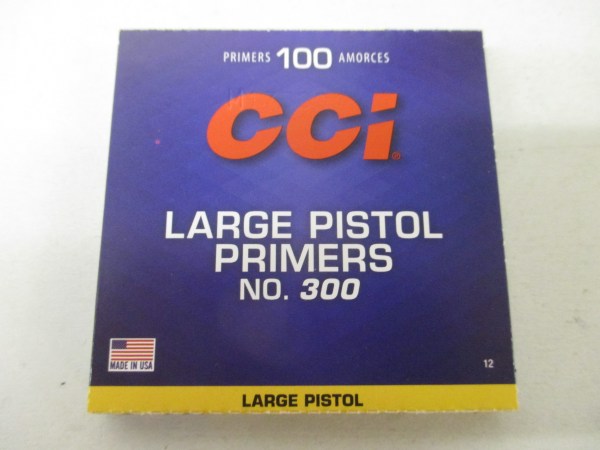 PRIMERS 100 AMORCES
CCi®
LARGE PISTOL
PRIMERS
NO. 300
MADE IN USA
12
LARGE PISTOL